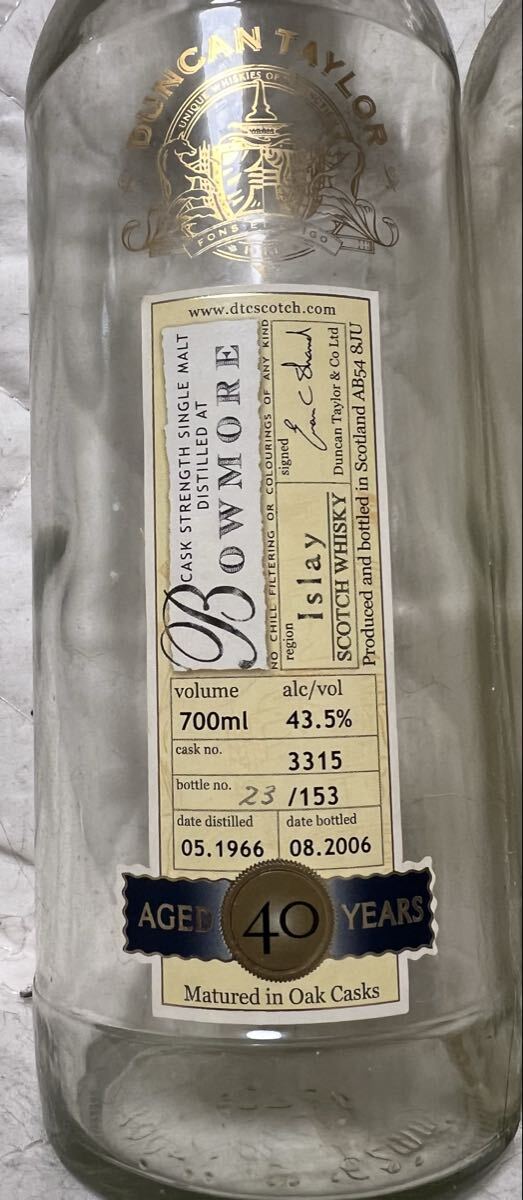 DUNCAN TAYLOR
UNIQUE WHISKIES OF
FONS ET ORIGO
www.dtcscotch.com
CASK STRENGTH SINGLE MALT
DISTILLED AT
BOWMORE
NO CHILL FILTERING OR COLOURINGS OF ANY KIND
region
Islay
SCOTCH WHISKY
signed
Duncan Taylor & Co Ltd
Produced and bottled in Scotland AB54 8JU
volume alc/vol
700ml 43.5%
cask no.
3315
bottle no. 23 /153
date distilled date bottled
05.1966 08.2006
AGED 40 YEARS
Matured in Oak Casks